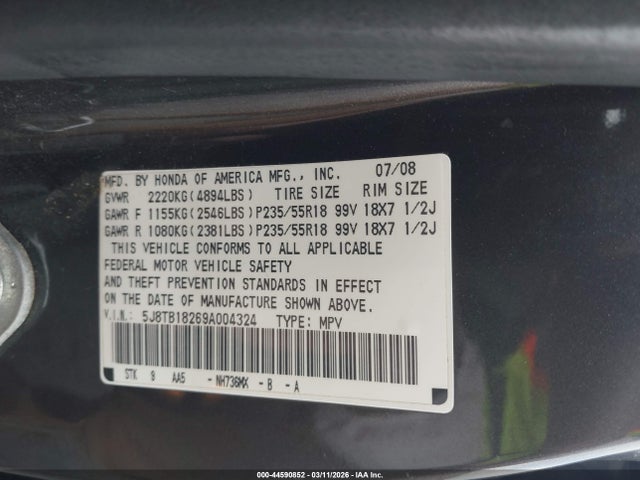 MFD. BY HONDA OF AMERICA MFG., INC. 07/08
GVWR 2220KG(4894LBS) TIRE SIZE RIM SIZE
GAWR F 1155KG(2546LBS)P235/55R18 99V 18X7 1/2J
GAWR R 1080KG(2381LBS)P235/55R18 99V 18X7 1/2J
THIS VEHICLE CONFORMS TO ALL APPLICABLE
FEDERAL MOTOR VEHICLE SAFETY
AND THEFT PREVENTION STANDARDS IN EFFECT
ON THE DATE OF MANUFACTURE SHOWN ABOVE.
V.I.N.: 5J8TB18269A004324 TYPE: MPV
STK 9 AA5 -NH736MX -B -A
000-44590852 - 03/11/2026 - IAA Inc.